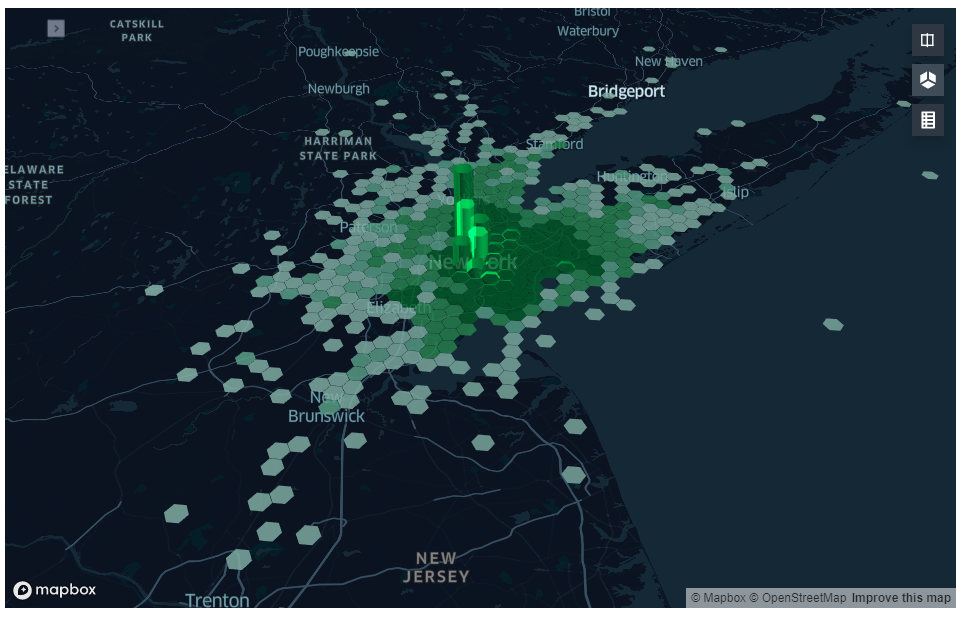 CATSKILL
PARK
Bristol
Waterbury
Poughkeepsie
New Haven
Newburgh
Bridgeport
HARRIMAN
STATE PARK
Stamford
ELAWARE
STATE
FOREST
Huntington
Islip
Yo
Paterson
New York
Elizabeth
New
Brunswick
NEW
JERSEY
Trenton
mapbox
© Mapbox © OpenStreetMap Improve this map